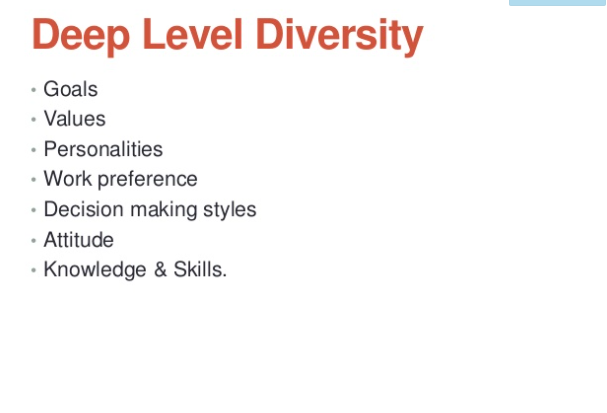 Deep Level Diversity
• Goals
• Values
• Personalities
• Work preference
• Decision making styles
• Attitude
• Knowledge & Skills.